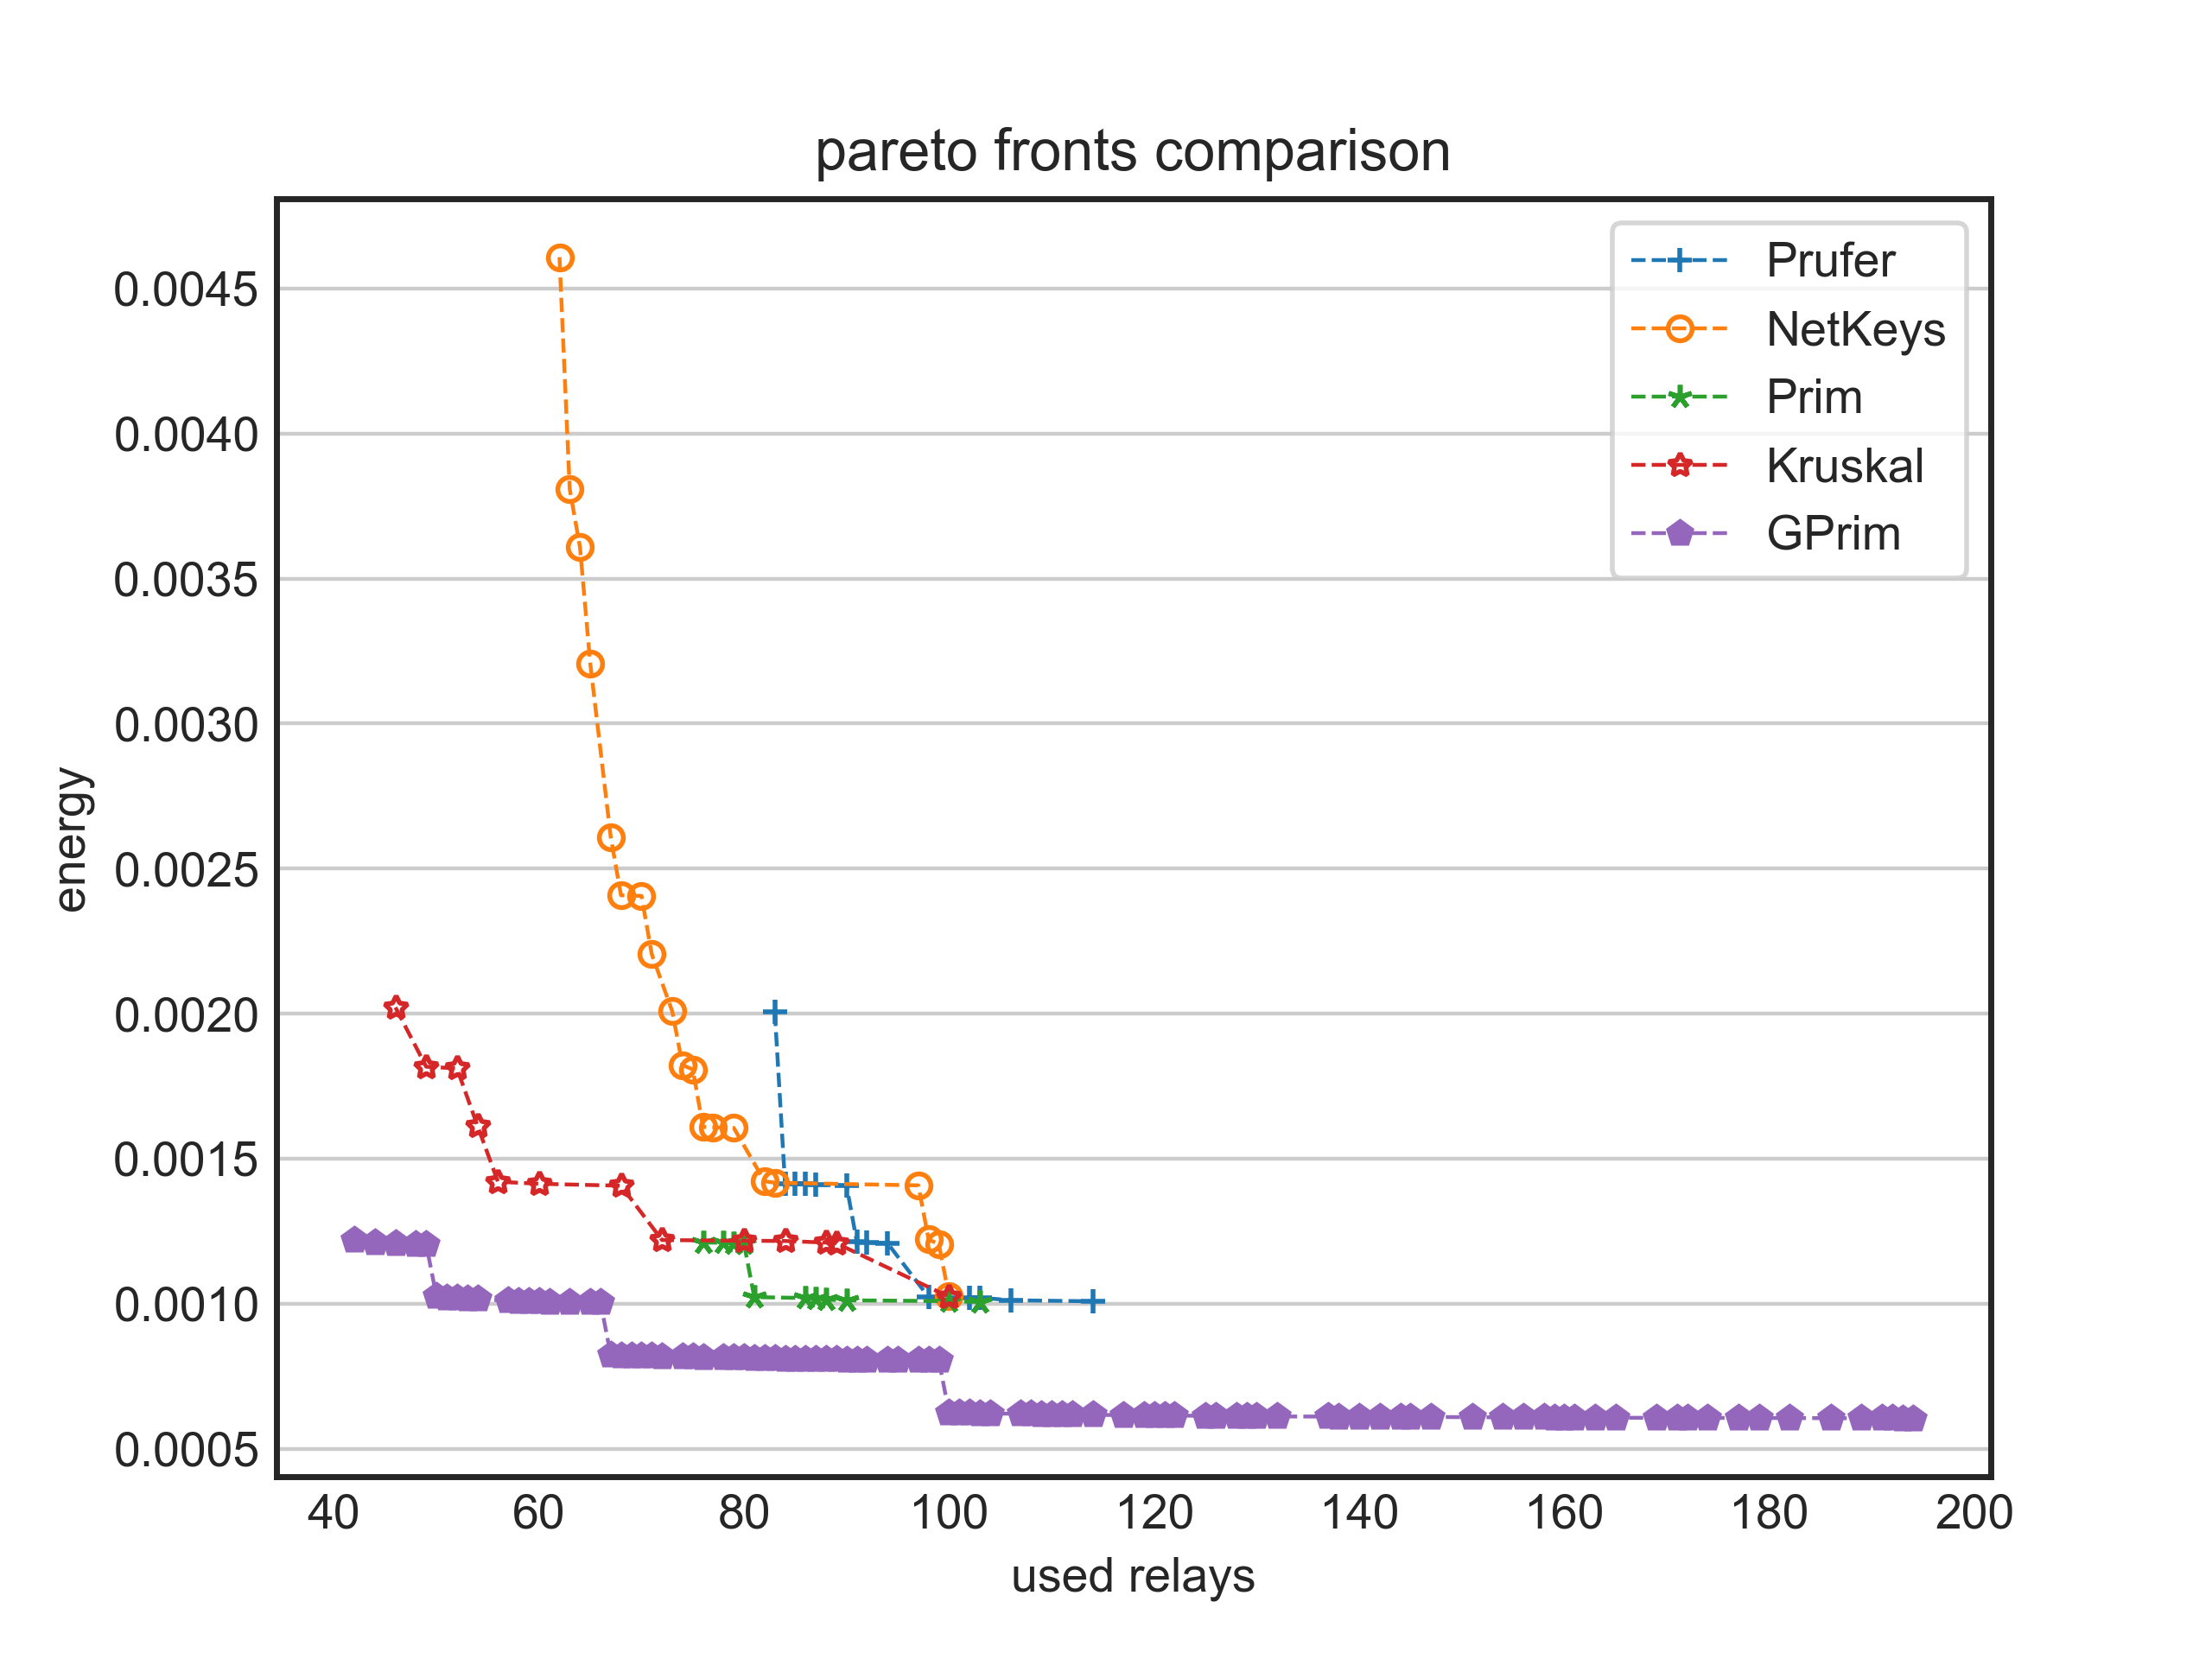 pareto fronts comparison
Prufer
NetKeys
Prim
Kruskal
GPrim
energy
0.0045
0.0040
0.0035
0.0030
0.0025
0.0020
0.0015
0.0010
0.0005
40 60 80 100 120 140 160 180 200
used relays